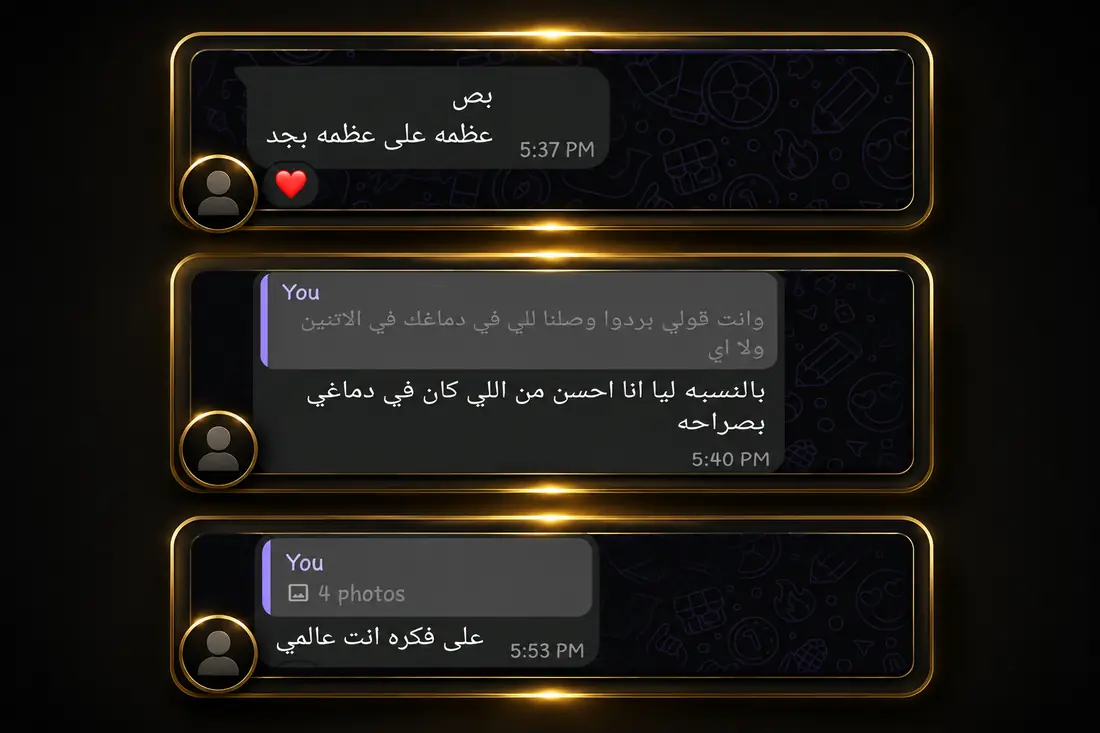 بص
عظمه على عظمه بجد
5:37 PM
You
وانت قولي بردوا وصلنا للي في دماغك في الاتنين
ولا اي
بالنسبه ليا انا احسن من اللي كان في دماغي
بصراحه
5:40 PM
You
4 photos
على فكره انت عالمي
5:53 PM